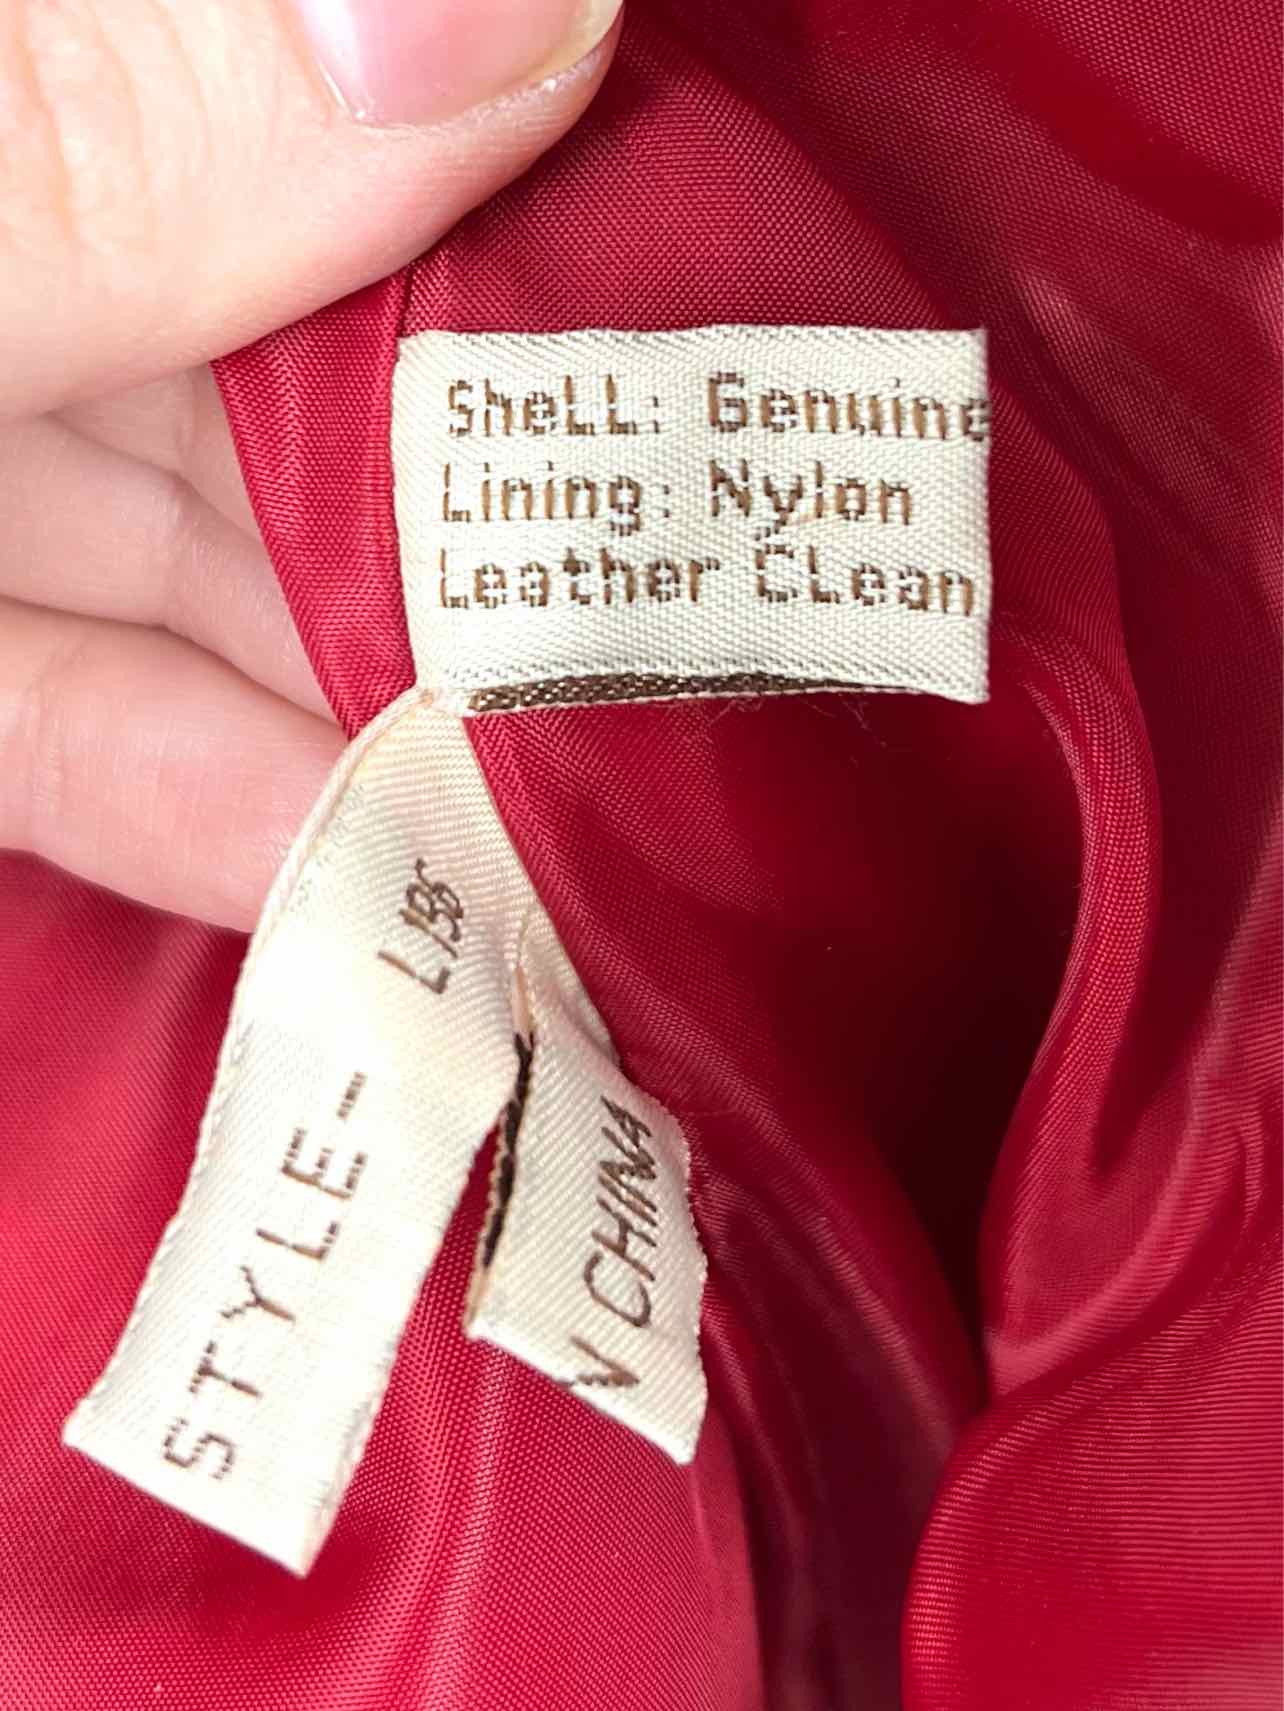 Shell: Genuine
Lining: Nylon
Leather Clean
STYLE-
CHINA